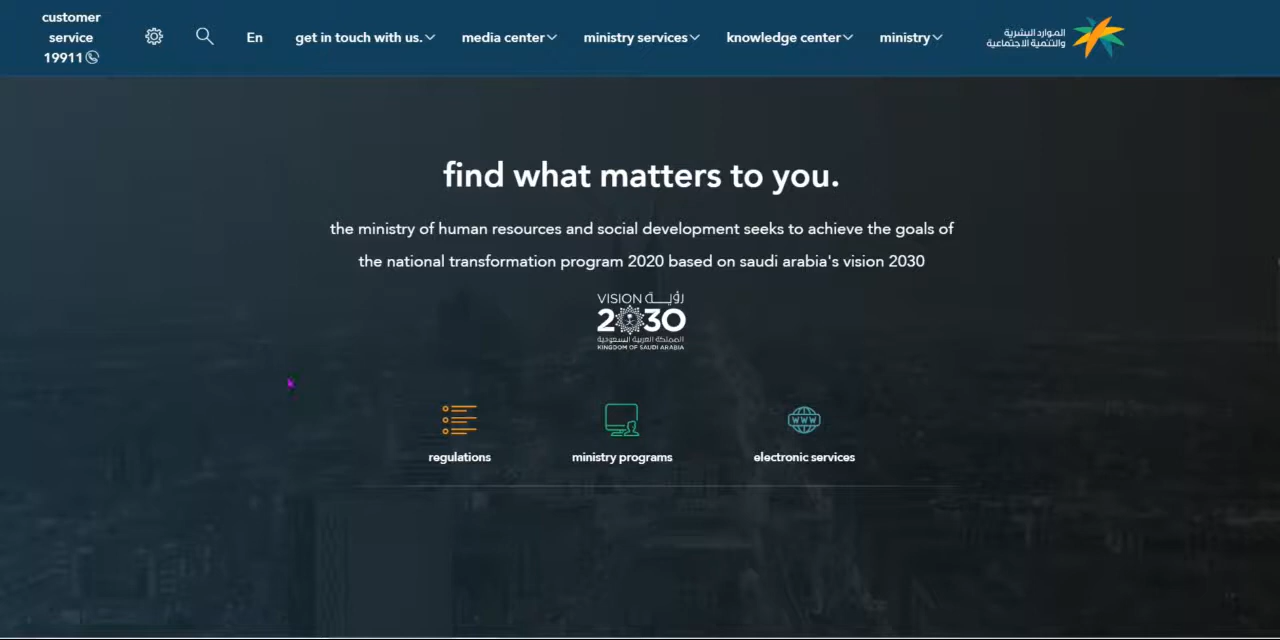 customer
service
19911
En
get in touch with us.
media center
ministry services
knowledge center
ministry
الموارد البشرية
والتنمية الاجتماعية
find what matters to you.
the ministry of human resources and social development seeks to achieve the goals of
the national transformation program 2020 based on saudi arabia's vision 2030
VISION رؤيــة
2030
المملكة العربية السعودية
KINGDOM OF SAUDI ARABIA
www
regulations
ministry programs
electronic services